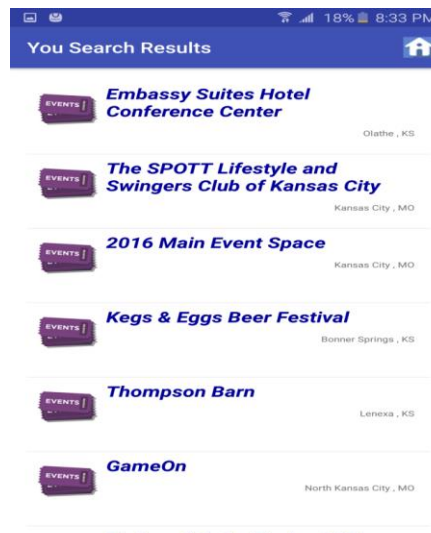 18% 8:33 PM
You Search Results
EVENTS
Embassy Suites Hotel
Conference Center
Olathe , KS
EVENTS
The SPOTT Lifestyle and
Swingers Club of Kansas City
Kansas City , MO
EVENTS
2016 Main Event Space
Kansas City , MO
EVENTS
Kegs & Eggs Beer Festival
Bonner Springs , KS
EVENTS
Thompson Barn
Lenexa , KS
EVENTS
GameOn
North Kansas City , MO